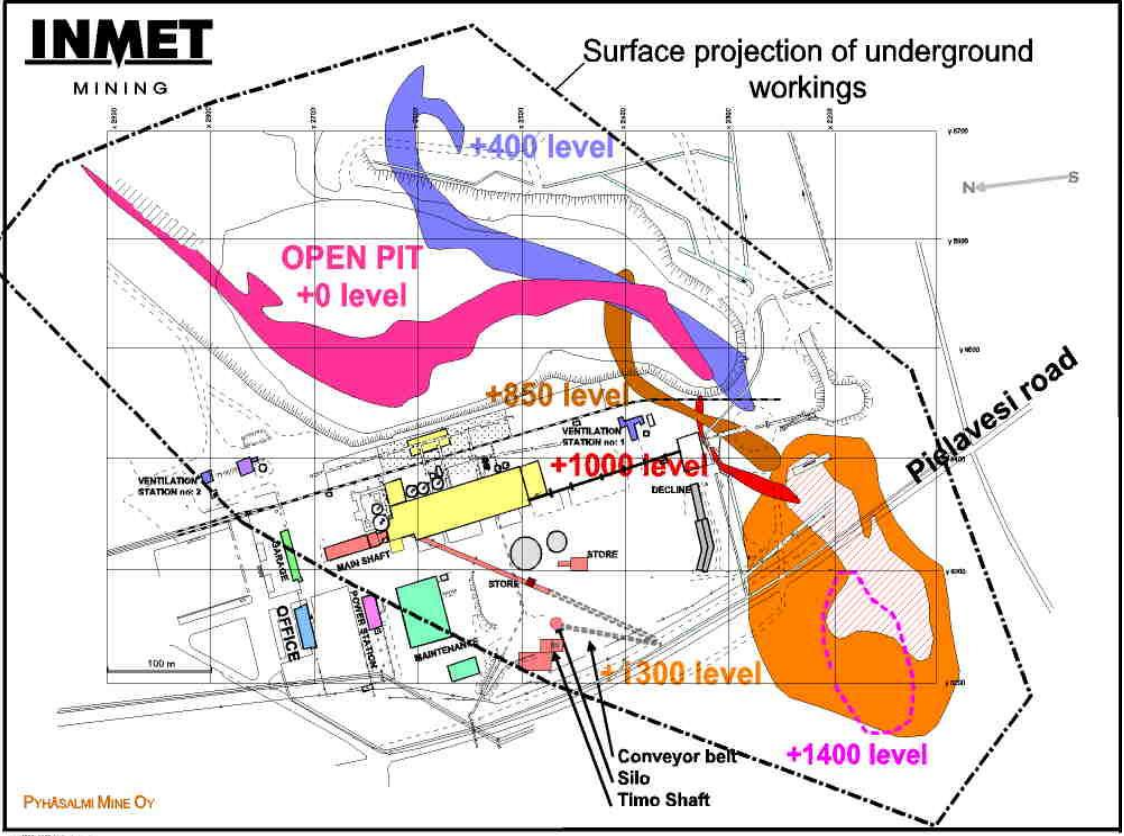 INMET
MINING
Surface projection of underground
workings
+400 level
N
S
OPEN PIT
+0 level
+850 level
VENTILATION
STATION no: 1
+1000 level
Pielavesi road
VENTILATION
STATION no: 2
DECLINE
MAIN SHAFT
GARAGE
STORE
STORE
OFFICE
POWER STATION
MAINTENANCE
100 m
+1300 level
+1400 level
Conveyor belt
Silo
Timo Shaft
PYHÄSALMI MINE OY